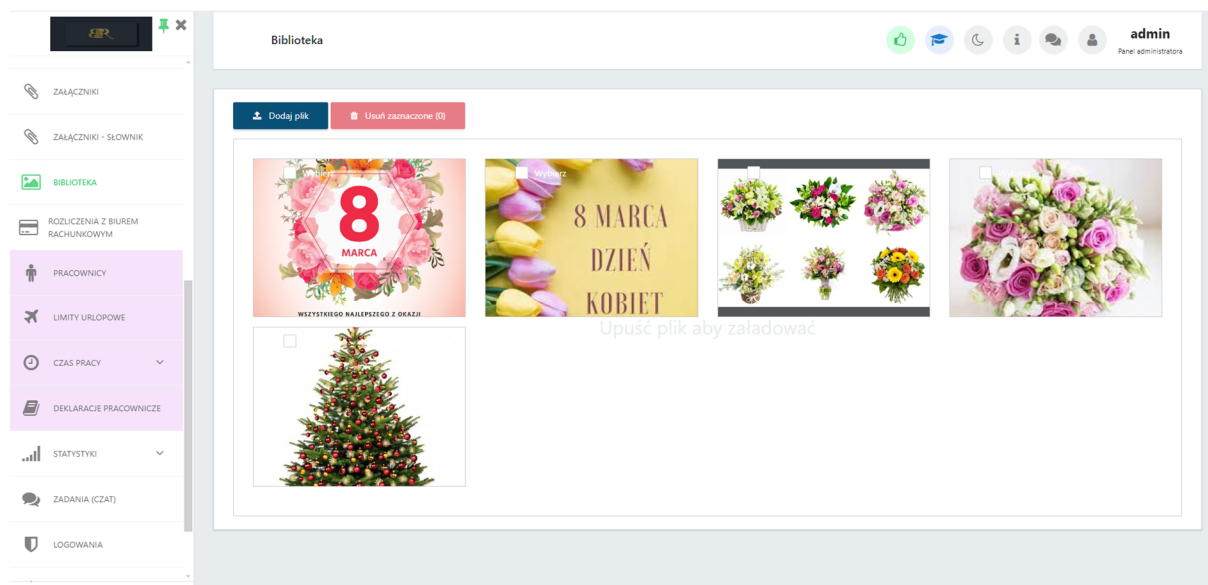 BR
Biblioteka
admin
Panel administratora
ZAŁĄCZNIKI
ZAŁĄCZNIKI - SŁOWNIK
BIBLIOTEKA
ROZLICZENIA Z BIUREM
RACHUNKOWYM
PRACOWNICY
LIMITY URLOPOWE
CZAS PRACY
DEKLARACJE PRACOWNICZE
STATYSTYKI
ZADANIA (CZAT)
LOGOWANIA
Dodaj plik
Usuń zaznaczone (0)
Wybierz
8
MARCA
WSZYSTKIEGO NAJLEPSZEGO Z OKAZJI
Wybierz
8 MARCA
DZIEŃ
KOBIET
Upuść plik aby załadować